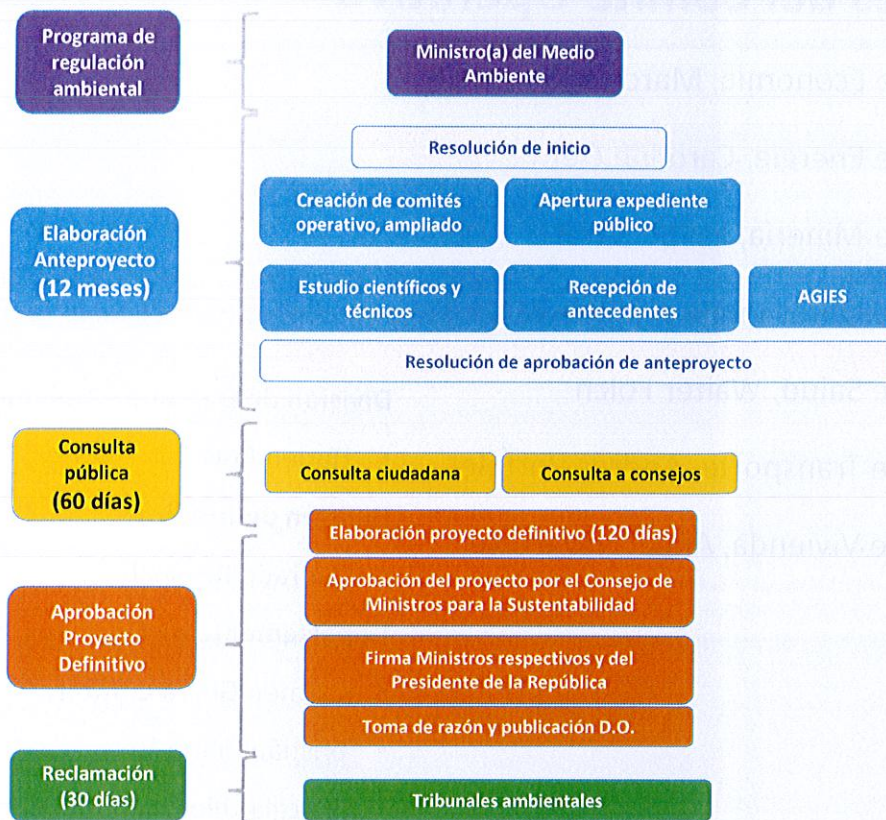 Programa de
regulación
ambiental
Ministro(a) del Medio
Ambiente
Resolución de inicio
Creación de comités
operativo, ampliado
Apertura expediente
público
Elaboración
Anteproyecto
(12 meses)
Estudio científicos y
técnicos
Recepción de
antecedentes
AGIES
Resolución de aprobación de anteproyecto
Consulta
pública
(60 días)
Consulta ciudadana
Consulta a consejos
Elaboración proyecto definitivo (120 días)
Aprobación del proyecto por el Consejo de
Ministros para la Sustentabilidad
Aprobación
Proyecto
Definitivo
Firma Ministros respectivos y del
Presidente de la República
Toma de razón y publicación D.O.
Reclamación
(30 días)
Tribunales ambientales